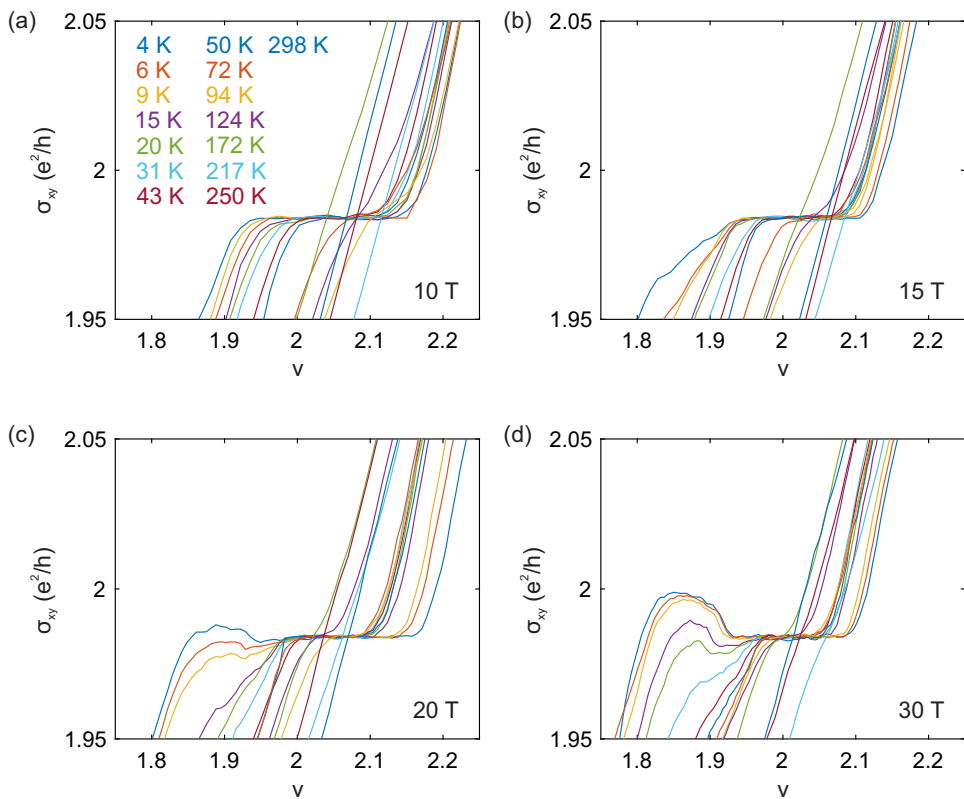 (a)
2.05
4 K 50 K 298 K
6 K 72 K
9 K 94 K
15 K 124 K
20 K 172 K
31 K 217 K
43 K 250 K
2
1.95
σxy (e²/h)
10 T
1.8 1.9 2 2.1 2.2
ν
(b)
2.05
2
1.95
σxy (e²/h)
15 T
1.8 1.9 2 2.1 2.2
ν
(c)
2.05
2
1.95
σxy (e²/h)
20 T
1.8 1.9 2 2.1 2.2
ν
(d)
2.05
2
1.95
σxy (e²/h)
30 T
1.8 1.9 2 2.1 2.2
ν